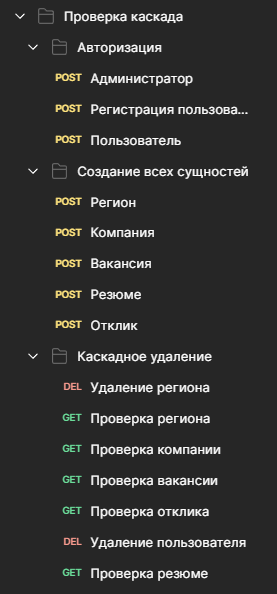 Проверка каскада
Авторизация
POST Администратор
POST Регистрация пользова...
POST Пользователь
Создание всех сущностей
POST Регион
POST Компания
POST Вакансия
POST Резюме
POST Отклик
Каскадное удаление
DEL Удаление региона
GET Проверка региона
GET Проверка компании
GET Проверка вакансии
GET Проверка отклика
DEL Удаление пользователя
GET Проверка резюме